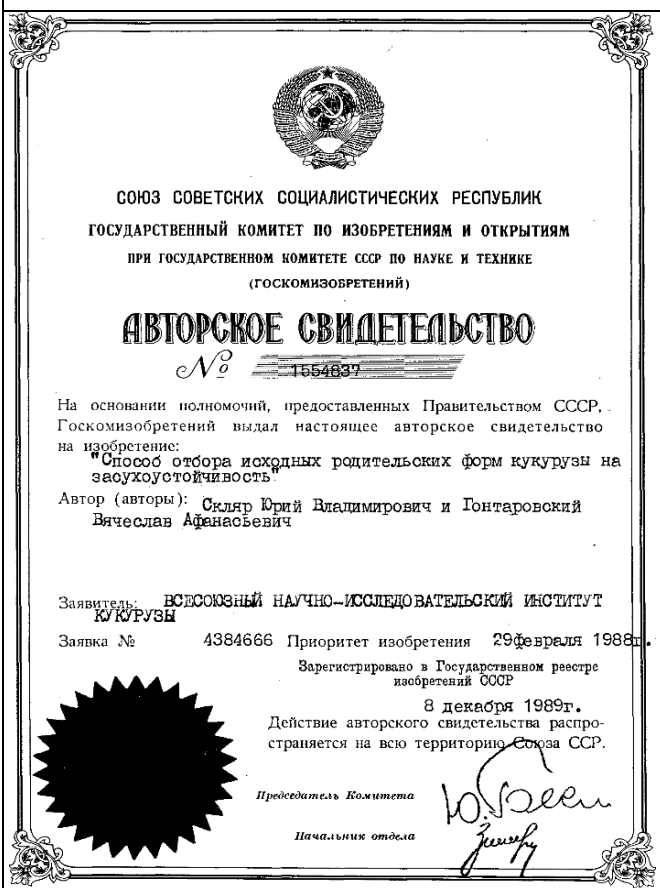 СОЮЗ СОВЕТСКИХ СОЦИАЛИСТИЧЕСКИХ РЕСПУБЛИК
ГОСУДАРСТВЕННЫЙ КОМИТЕТ ПО ИЗОБРЕТЕНИЯМ И ОТКРЫТИЯМ
ПРИ ГОСУДАРСТВЕННОМ КОМИТЕТЕ СССР ПО НАУКЕ И ТЕХНИКЕ
(ГОСКОМИЗОБРЕТЕНИЙ)
АВТОРСКОЕ СВИДЕТЕЛЬСТВО
№ 1554837
На основании полномочий, предоставленных Правительством СССР,
Госкомизобретений выдал настоящее авторское свидетельство
на изобретение:
"Способ отбора исходных родительских форм кукурузы на
засухоустойчивость"
Автор (авторы): Скляр Юрий Владимирович и Гонтаровский
Вячеслав Афанасьевич
Заявитель: ВСЕСОЮЗНЫЙ НАУЧНО-ИССЛЕДОВАТЕЛЬСКИЙ ИНСТИТУТ
КУКУРУЗЫ
Заявка № 4384666 Приоритет изобретения 29февраля 1988г.
Зарегистрировано в Государственном реестре
изобретений СССР
8 декабря 1989г.
Действие авторского свидетельства распро-
страняется на всю территорию Союза ССР.
Председатель Комитета
Начальник отдела